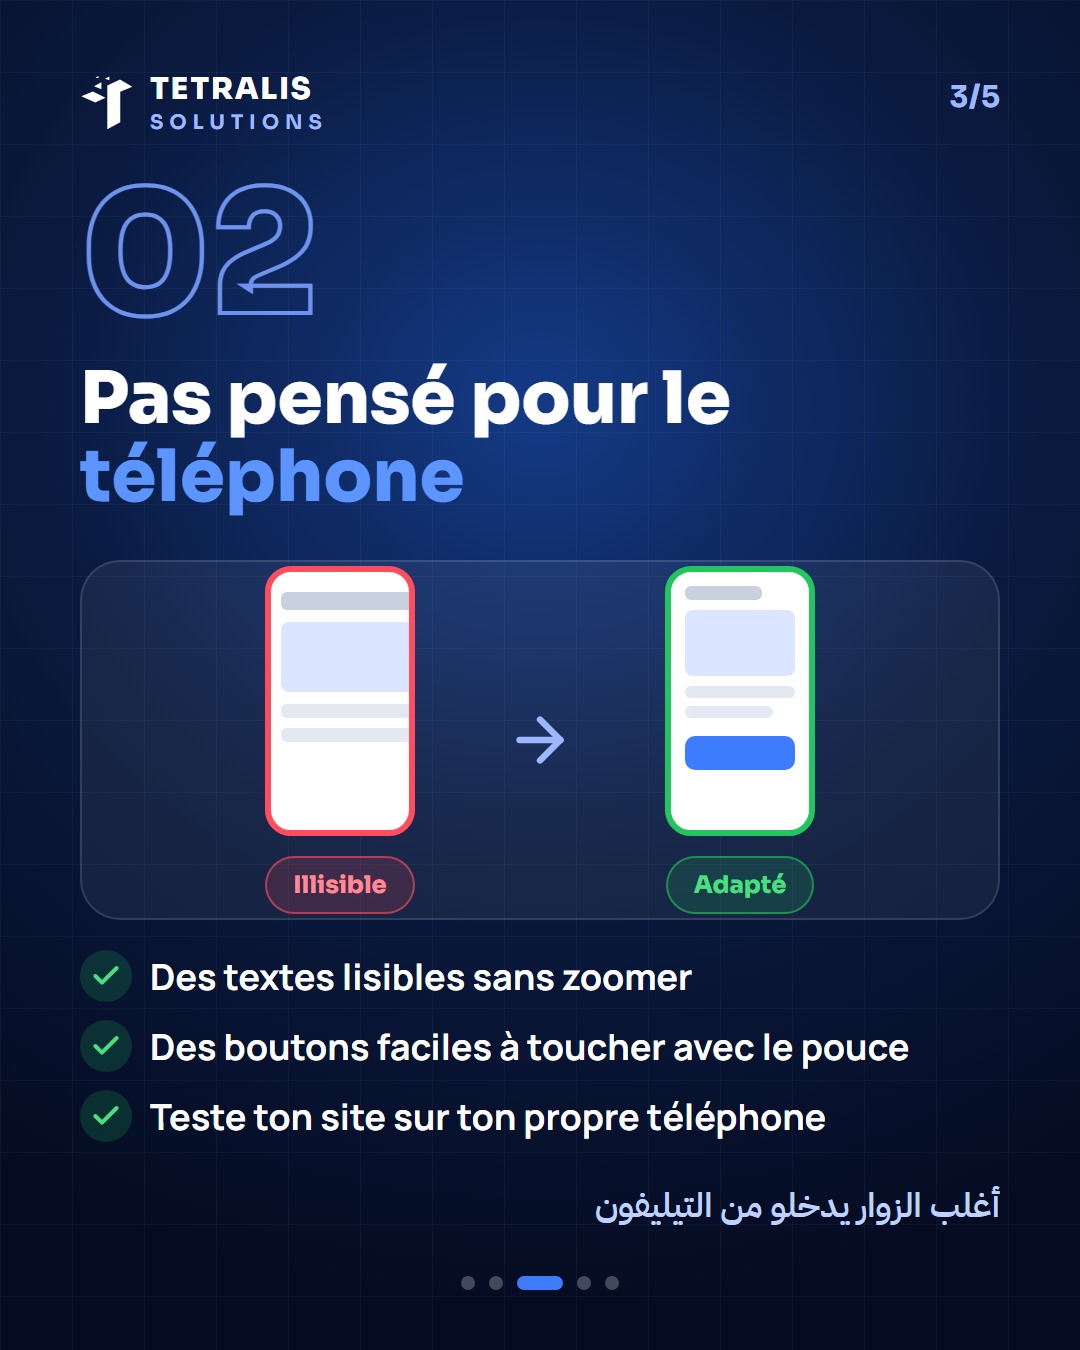 TETRALIS
SOLUTIONS
3/5
02
Pas pensé pour le
téléphone
Illisible
Adapté
Des textes lisibles sans zoomer
Des boutons faciles à toucher avec le pouce
Teste ton site sur ton propre téléphone
أغلب الزوار يدخلو من التيليفون